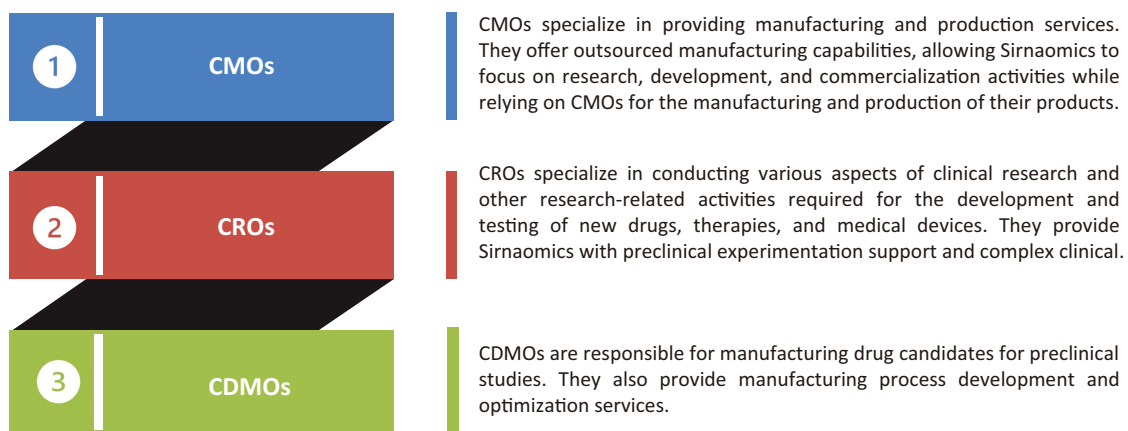 1
CMOs
CMOs specialize in providing manufacturing and production services.
They offer outsourced manufacturing capabilities, allowing Sirnaomics to
focus on research, development, and commercialization activities while
relying on CMOs for the manufacturing and production of their products.
2
CROs
CROs specialize in conducting various aspects of clinical research and
other research-related activities required for the development and
testing of new drugs, therapies, and medical devices. They provide
Sirnaomics with preclinical experimentation support and complex clinical.
3
CDMOs
CDMOs are responsible for manufacturing drug candidates for preclinical
studies. They also provide manufacturing process development and
optimization services.